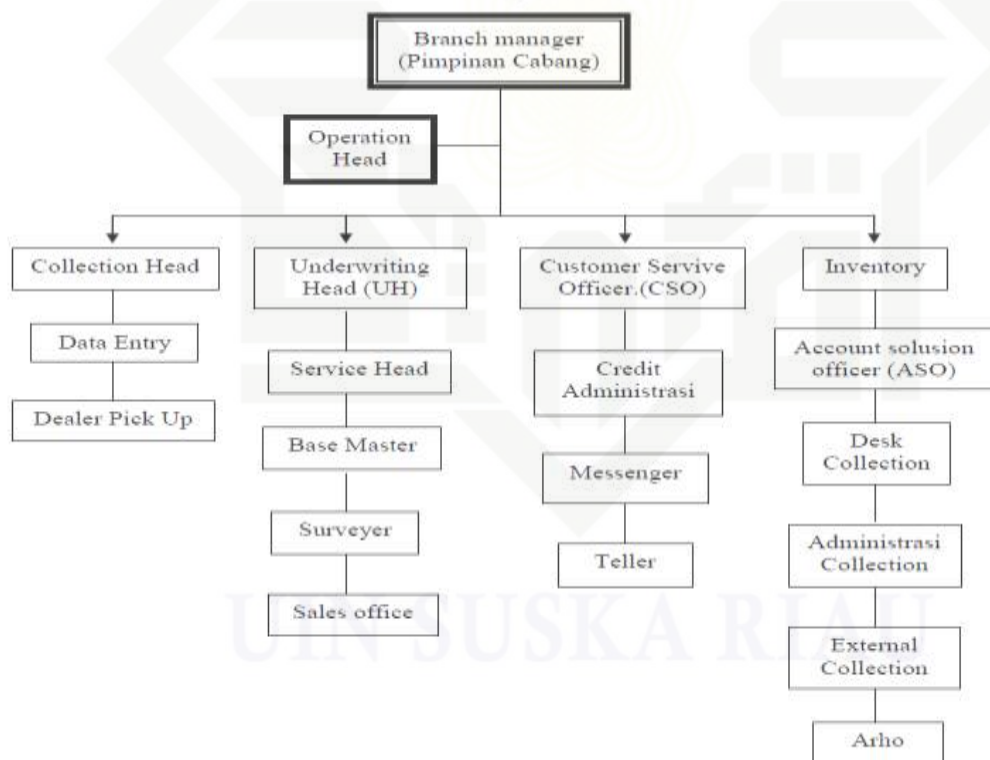 Branch manager
(Pimpinan Cabang)
Operation
Head
Collection Head
Data Entry
Dealer Pick Up
Underwriting
Head (UH)
Service Head
Base Master
Surveyer
Sales office
Customer Servive
Officer.(CSO)
Credit
Administrasi
Messenger
Teller
Inventory
Account solusion
officer (ASO)
Desk
Collection
Administrasi
Collection
External
Collection
Arho
UIN SUSKA RIAU